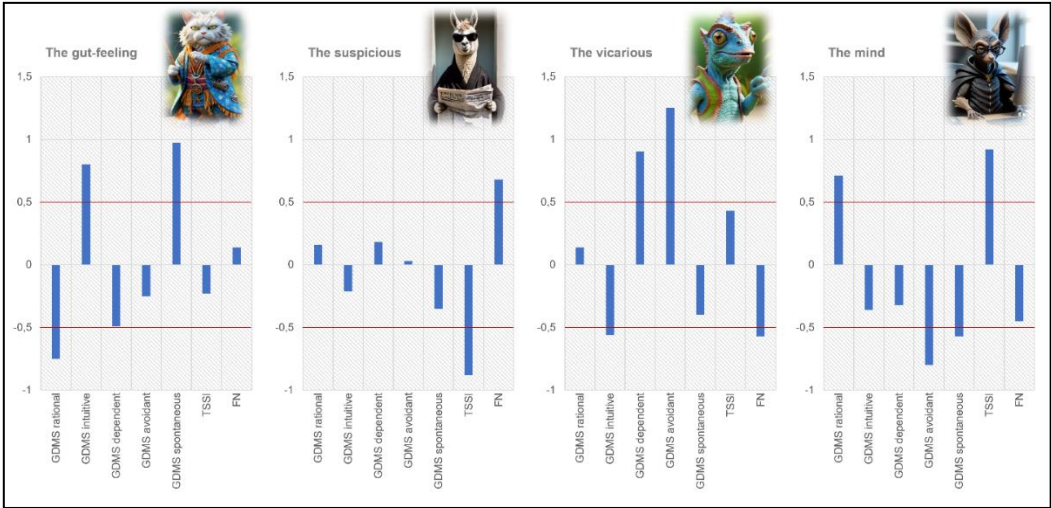 The gut-feeling
1,5
1
0,5
0
-0,5
-1
GDMS rational
GDMS intuitive
GDMS dependent
GDMS avoidant
GDMS spontaneous
TSSI
FN
The suspicious
1,5
1
0,5
0
-0,5
-1
GDMS rational
GDMS intuitive
GDMS dependent
GDMS avoidant
GDMS spontaneous
TSSI
FN
The vicarious
1,5
1
0,5
0
-0,5
-1
GDMS rational
GDMS intuitive
GDMS dependent
GDMS avoidant
GDMS spontaneous
TSSI
FN
The mind
1,5
1
0,5
0
-0,5
-1
GDMS rational
GDMS intuitive
GDMS dependent
GDMS avoidant
GDMS spontaneous
TSSI
FN